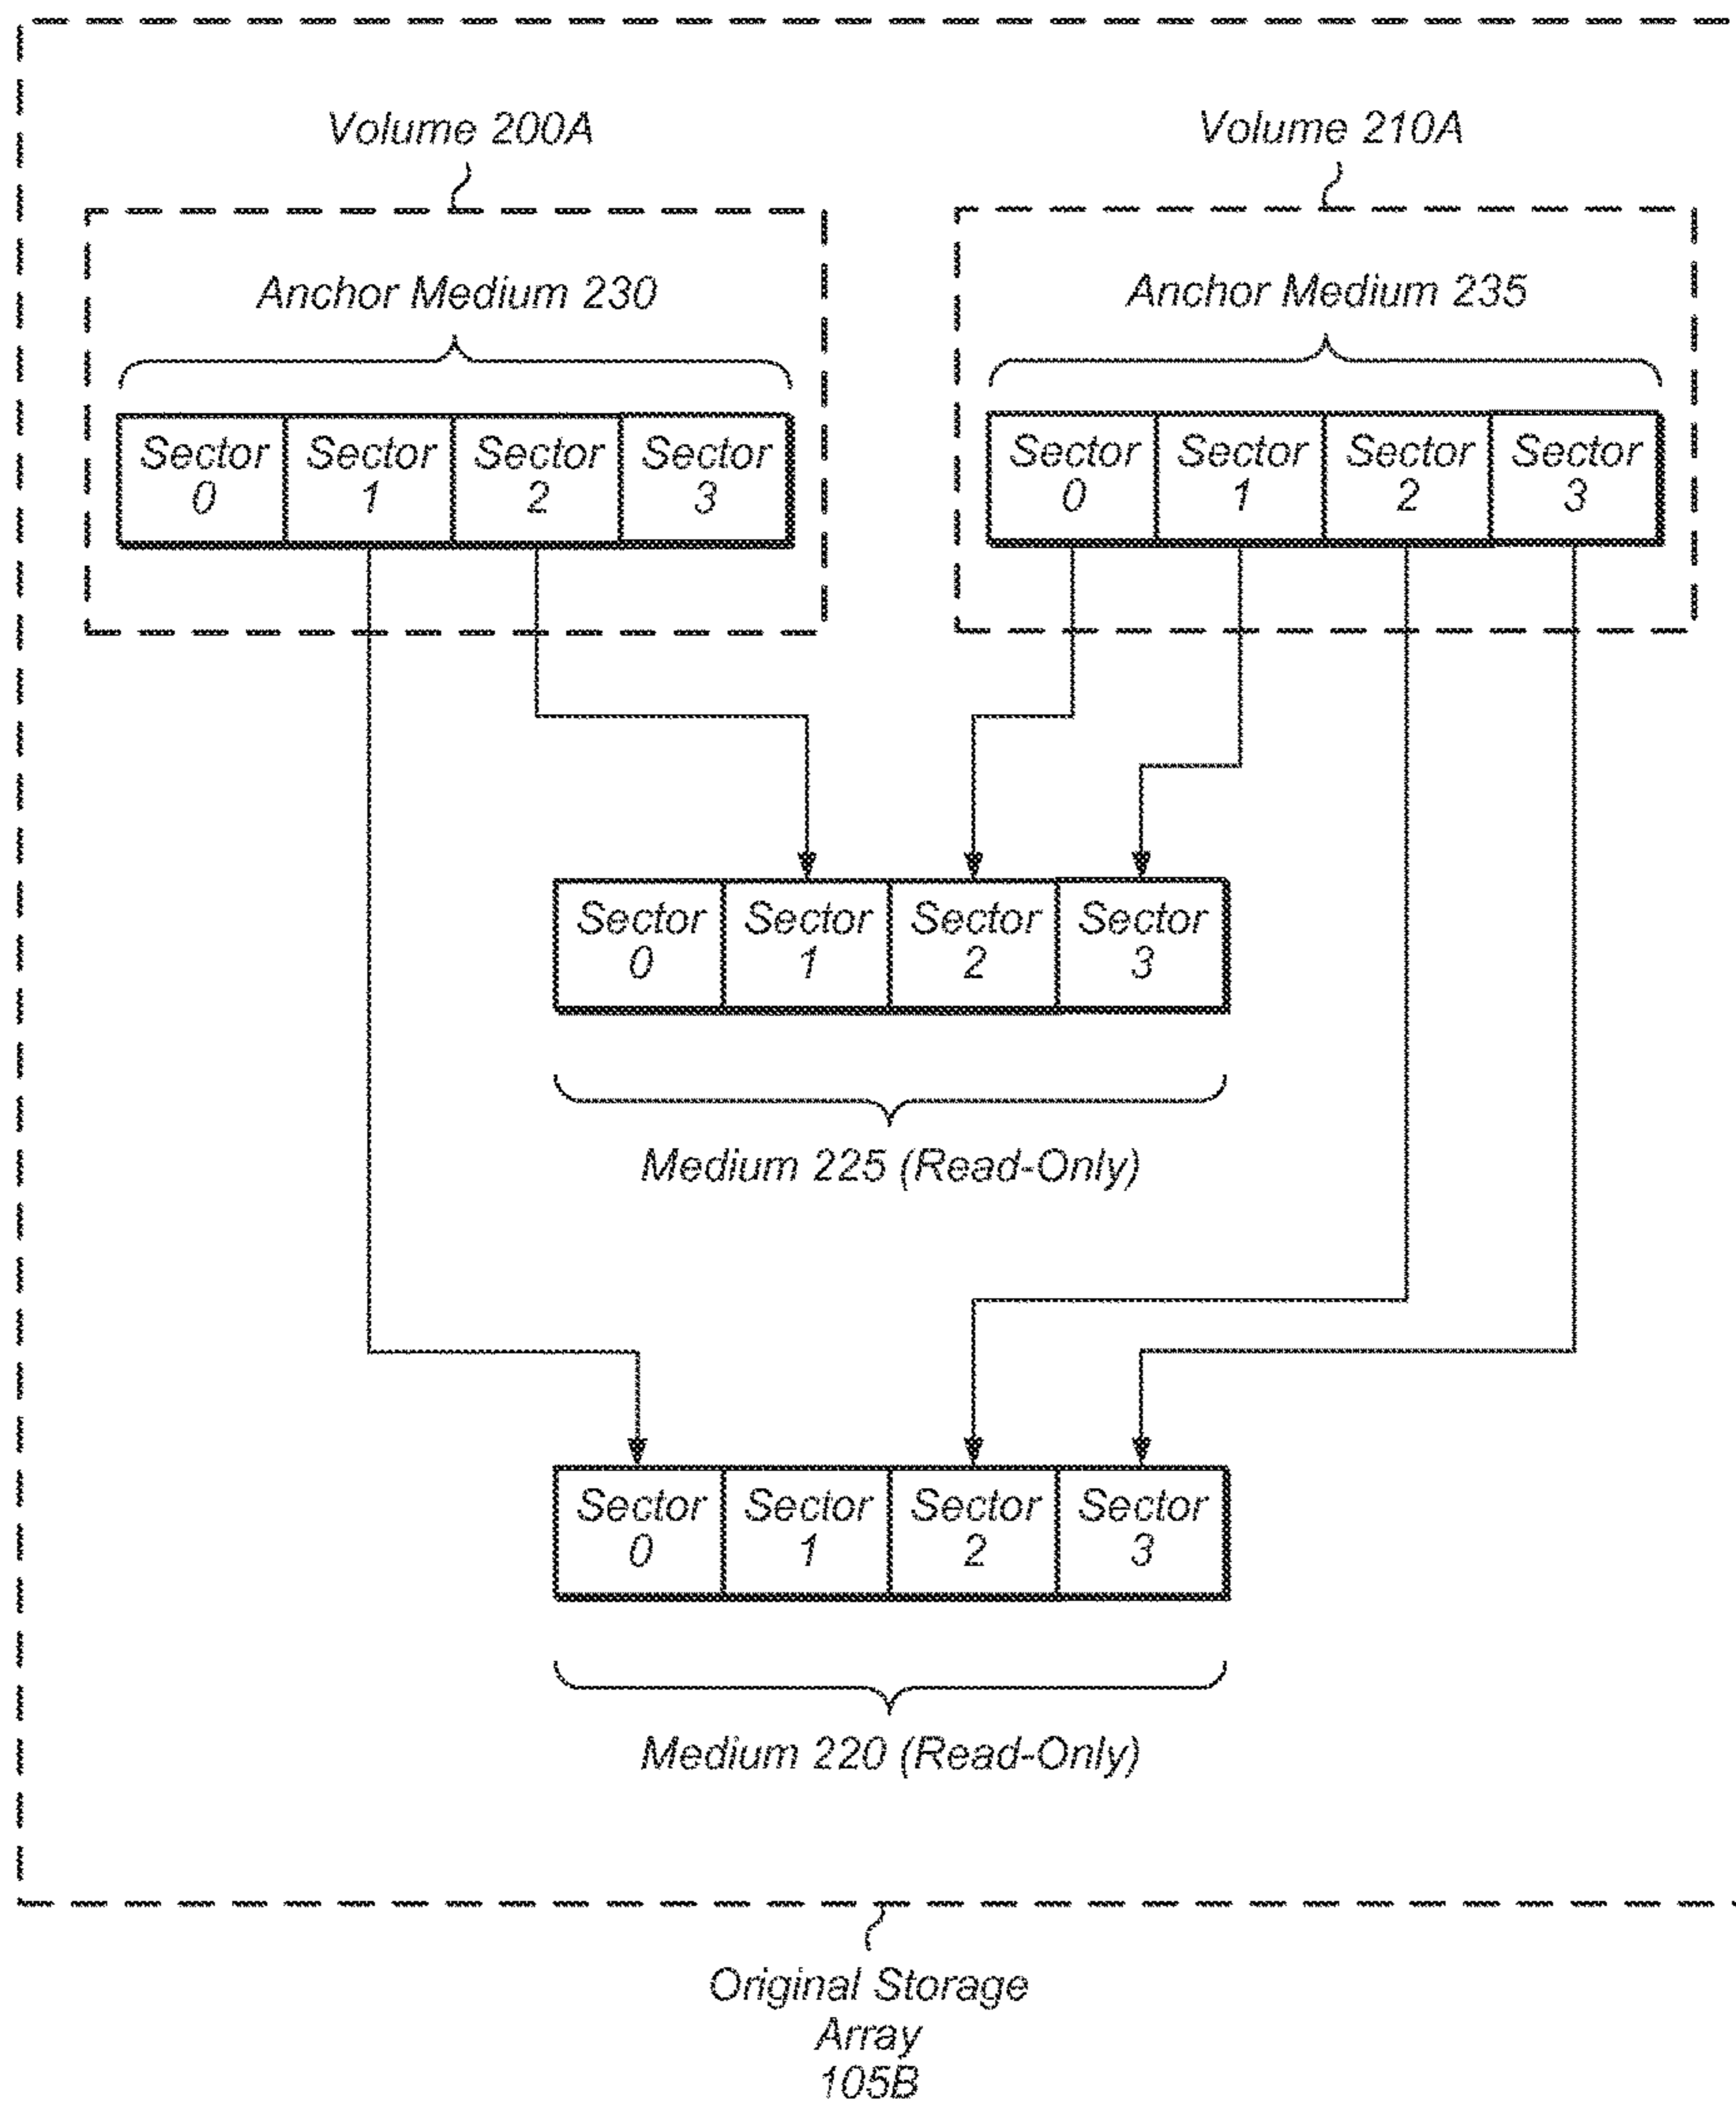 Volume 200A
Volume 210A
Anchor Medium 230
Anchor Medium 235
Sector 0
Sector 1
Sector 2
Sector 3
Sector 0
Sector 1
Sector 2
Sector 3
Sector 0
Sector 1
Sector 2
Sector 3
Medium 225 (Read-Only)
Sector 0
Sector 1
Sector 2
Sector 3
Medium 220 (Read-Only)
Original Storage
Array
105B